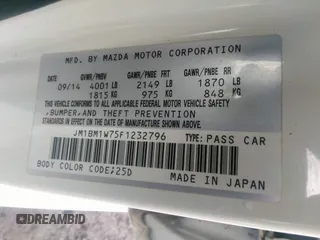 MFD. BY MAZDA MOTOR CORPORATION
GVWR/PNBV GAWR/PNBE FR GAWR/PNBE RR
09/14 4001 LB 2149 LB 1870 LB
1815 KG 975 KG 848 KG
THIS VEHICLE CONFORMS TO ALL APPLICABLE
FEDERAL MOTOR VEHICLE SAFETY,
BUMPER, AND THEFT PREVENTION
STANDARDS IN EFFECT ON THE DATE OF
MANUFACTURE SHOWN ABOVE.
JM1BM1W75F1232796 TYPE: PASS CAR
BODY COLOR CODE: 25D
MADE IN JAPAN
DREAMBID